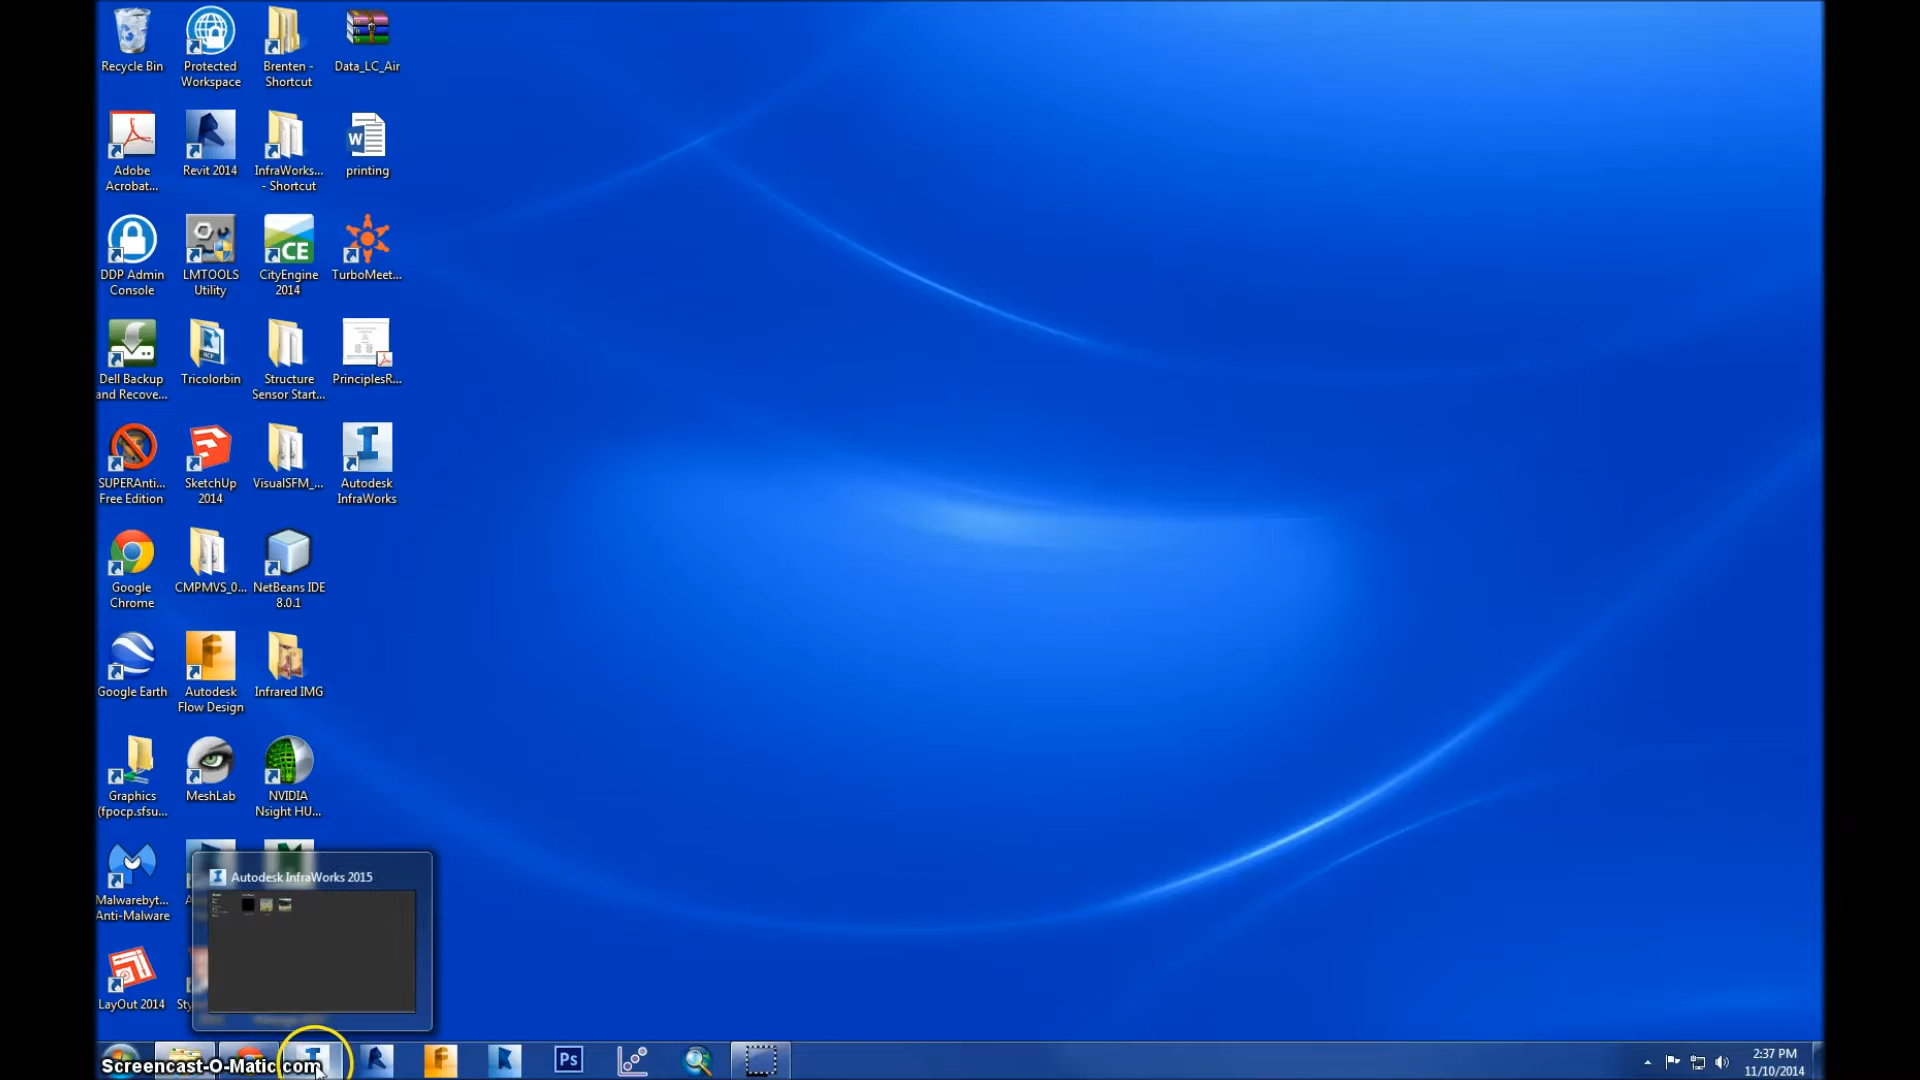 Recycle Bin
Protected
Workspace
Brenten -
Shortcut
Data_LC_Air
Adobe
Acrobat...
Revit 2014
InfraWorks...
- Shortcut
W
printing
DDP Admin
Console
LMTOOLS
Utility
CE
CityEngine
2014
TurboMeet...
Dell Backup
and Recove...
Tricolorbin
Structure
Sensor Start...
PrinciplesR...
SUPERAnti...
Free Edition
SketchUp
2014
VisualSFM_...
Autodesk
InfraWorks
Google
Chrome
CMPMVS_0...
NetBeans IDE
8.0.1
Google Earth
Autodesk
Flow Design
Infrared IMG
Graphics
(fpocp.sfsu...
MeshLab
NVIDIA
Nsight HU...
Malwarebyt...
Anti-Malware
Autodesk InfraWorks 2015
LayOut 2014
Screencast-O-Matic.com
Ps
2:37 PM
11/10/2014